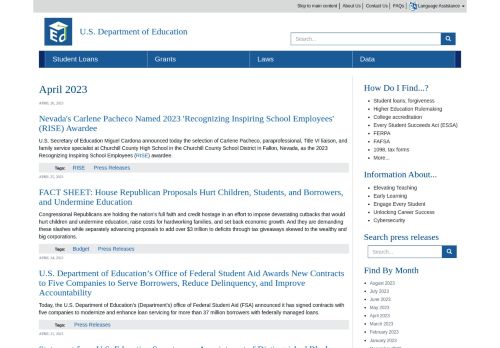 Skip to main content | About Us | Contact Us | FAQs | Language Assistance
U.S. Department of Education
Search...
Student Loans Grants Laws Data
April 2023
Nevada's Carlene Pacheco Named 2023 'Recognizing Inspiring School Employees'
(RISE) Awardee
U.S. Secretary of Education Miguel Cardona announced today the selection of Carlene Pacheco, paraprofessional, Title VI liaison, and
family service specialist at Churchill County High School in the Churchill County School District in Fallon, Nevada, as the 2023
Recognizing Inspiring School Employees (RISE) awardee.
Tags: RISE Press Releases
APRIL 25, 2023
FACT SHEET: House Republican Proposals Hurt Children, Students, and Borrowers,
and Undermine Education
Congressional Republicans are holding the nation's full faith and credit hostage in an effort to impose devastating cutbacks that would
hurt children and undermine education, raise costs for hardworking families, and set back economic growth. And they are demanding
these slashes while separately advancing proposals to add over $3 trillion to deficits through tax giveaways skewed to the wealthy and
big corporations.
Tags: Budget Press Releases
APRIL 24, 2023
U.S. Department of Education's Office of Federal Student Aid Awards New Contracts
to Five Companies to Serve Borrowers, Reduce Delinquency, and Improve
Accountability
Today, the U.S. Department of Education's (Department's) office of Federal Student Aid (FSA) announced it has signed contracts with
five companies to modernize and enhance loan servicing for more than 37 million borrowers with federally managed loans.
Tags: Press Releases
How Do I Find...?
Student loans, forgiveness
Higher Education Rulemaking
College accreditation
Every Student Succeeds Act (ESSA)
FERPA
FAFSA
1098, tax forms
More...
Information About...
Elevating Teaching
Early Learning
Engage Every Student
Unlocking Career Success
Cybersecurity
Search press releases
Search...
Find By Month
August 2023
July 2023
June 2023
May 2023
April 2023
March 2023
February 2023
January 2023